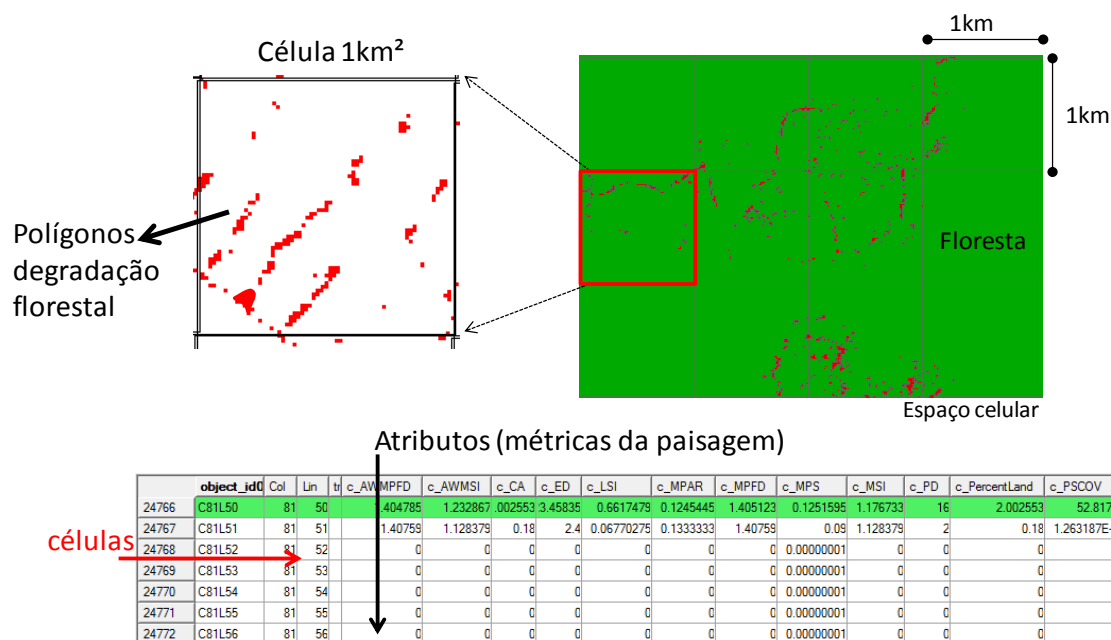 Célula 1km²
1km
1km
Polígonos
degradação
florestal
Floresta
Espaço celular
Atributos (métricas da paisagem)
object_id0 Col Lin tr c_AWMPFD c_AWMSI c_CA c_ED c_LSI c_MPAR c_MPFD c_MPS c_MSI c_PD c_PercentLand c_PSCOV
24766 C81L50 81 50 .404785 1.232867 .002553 :3.45835 0.6617479 0.1245445 1.405123 0.1251595 1.176733 16 2.002553 52.817
24767 C81L51 81 51 1.40759 1.128379 0.18 2.4 0.06770275 0.1333333 1.40759 0.09 1.128379 2 0.18 1.263187E-
células
24768 C81L52 81 52 0 0 0 0 0 0 0 0.00000001 0 0 0
24769 C81L53 81 53 0 0 0 0 0 0 0 0.00000001 0 0 0
24770 C81L54 81 54 0 0 0 0 0 0 0 0.00000001 0 0 0
24771 C81L55 81 55 0 0 0 0 0 0 0 0.00000001 0 0 0
24772 C81L56 81 56 0 0 0 0 0 0 0 0.00000001 0 0 0